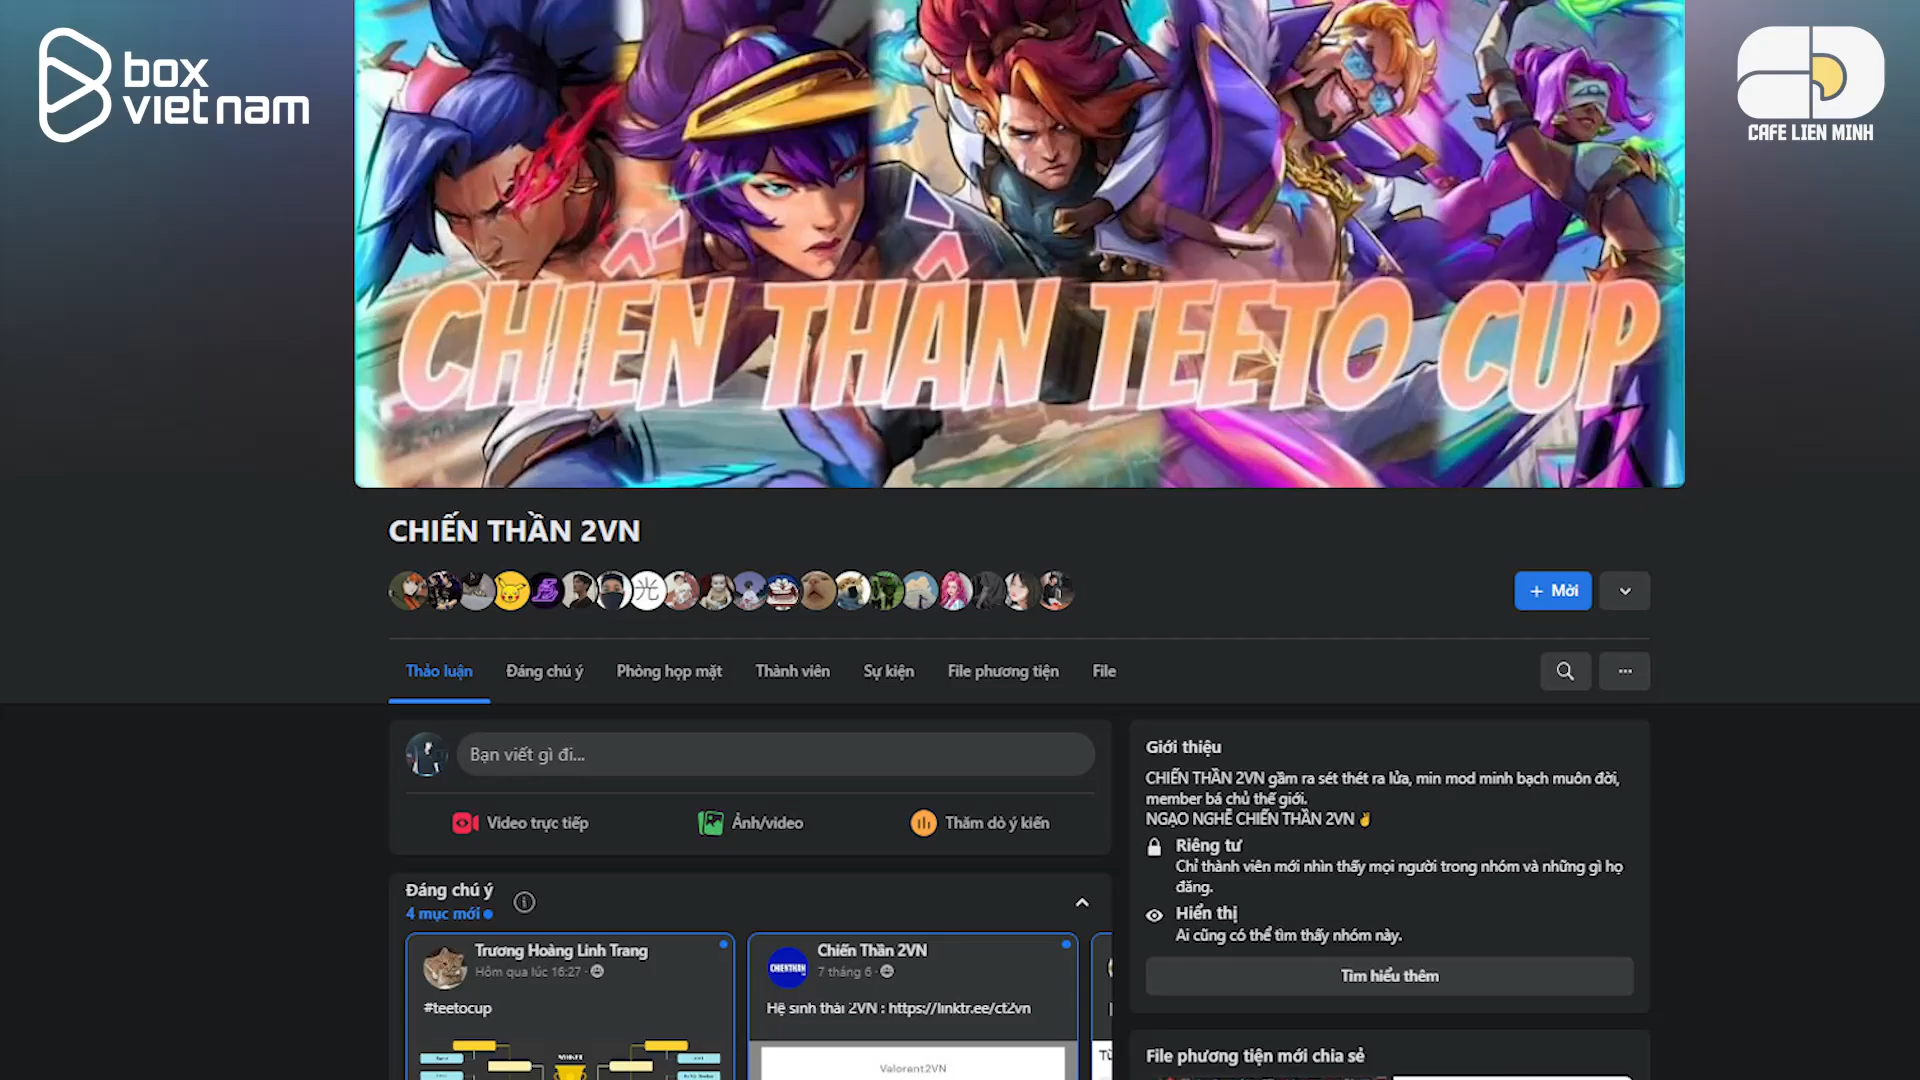 box
viet nam
CAFE LIEN MINH
CHIẾN THẦN TEETO CUP
CHIẾN THẦN 2VN
光
+ Mời
Thảo luận
Đáng chú ý
Phòng họp mặt
Thành viên
Sự kiện
File phương tiện
File
Bạn viết gì đi...
Video trực tiếp
Ảnh/video
Thăm dò ý kiến
Đáng chú ý
4 mục mới
Trương Hoàng Linh Trang
Hôm qua lúc 16:27
#teetocup
WINNER
CHIENTHAN
Chiến Thần 2VN
7 tháng 6
Hệ sinh thái 2VN : https://linktr.ee/ct2vn
Valorant2VN
Giới thiệu
CHIẾN THẦN 2VN gầm ra sét thét ra lửa, min mod minh bạch muôn đời,
member bá chủ thế giới.
NGẠO NGHỄ CHIẾN THẦN 2VN ✌
Riêng tư
Chỉ thành viên mới nhìn thấy mọi người trong nhóm và những gì họ
đăng.
Hiển thị
Ai cũng có thể tìm thấy nhóm này.
Tìm hiểu thêm
File phương tiện mới chia sẻ